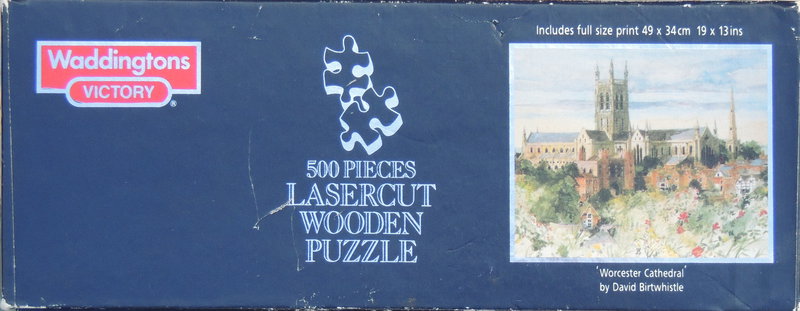 Waddingtons
VICTORY
®
500 PIECES
LASERCUT
WOODEN
PUZZLE
Includes full size print 49 x 34cm 19 x 13ins
'Worcester Cathedral'
by David Birtwhistle